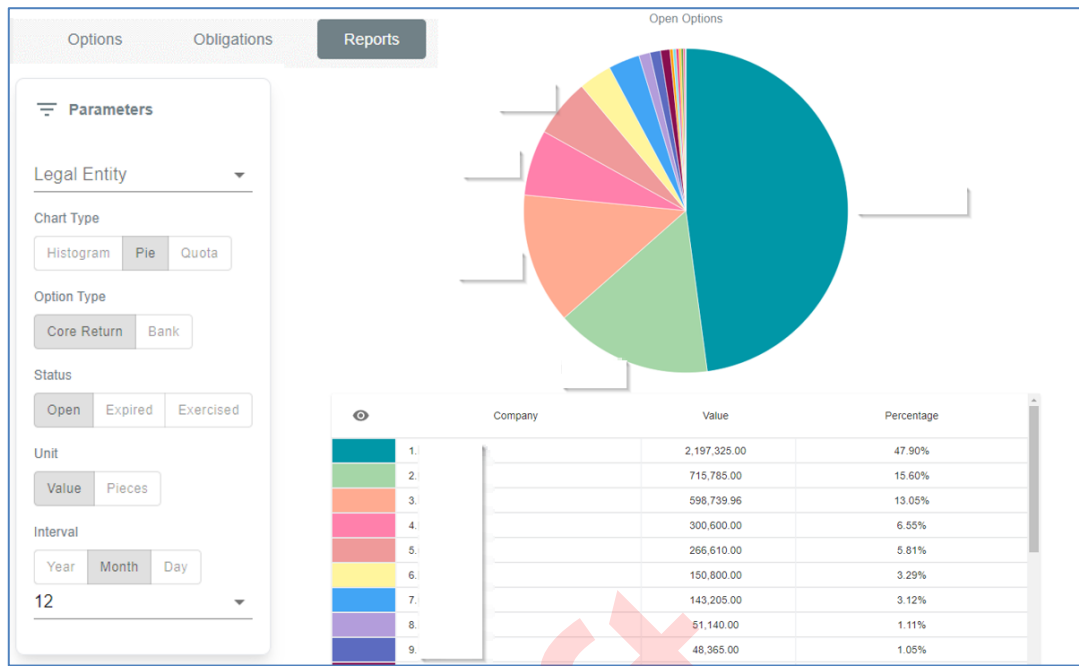 Options Obligations Reports
Parameters
Legal Entity
Chart Type
Histogram Pie Quota
Option Type
Core Return Bank
Status
Open Expired Exercised
Unit
Value Pieces
Interval
Year Month Day
12
Open Options
Company Value Percentage
1. 2,197,325.00 47.90%
2. 715,785.00 15.60%
3. 598,739.96 13.05%
4. 300,600.00 6.55%
5. 266,610.00 5.81%
6. 150,800.00 3.29%
7. 143,205.00 3.12%
8. 51,140.00 1.11%
9. 48,365.00 1.05%